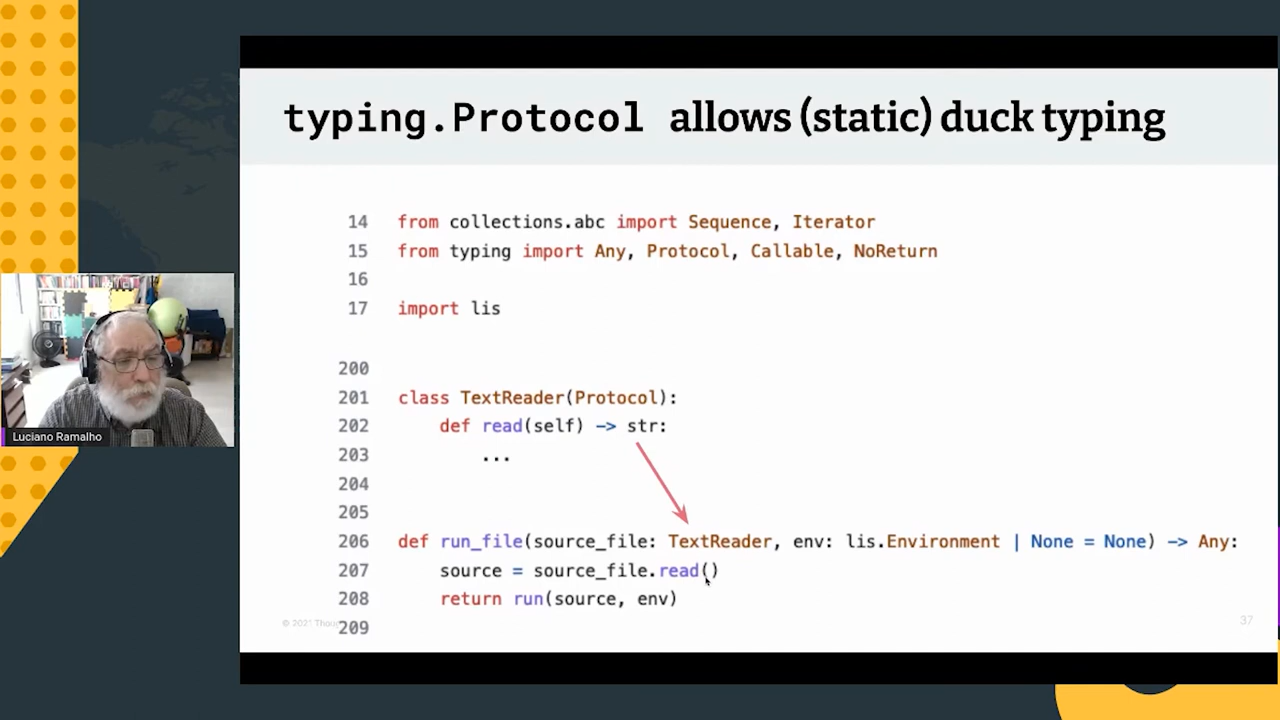 typing.Protocol allows (static) duck typing
14 from collections.abc import Sequence, Iterator
15 from typing import Any, Protocol, Callable, NoReturn
16
17 import lis
200
201 class TextReader(Protocol):
202 def read(self) -> str:
203 ...
204
205
206 def run_file(source_file: TextReader, env: lis.Environment | None = None) -> Any:
207 source = source_file.read()
208 return run(source, env)
© 2021 Thou
209
37
Luciano Ramalho